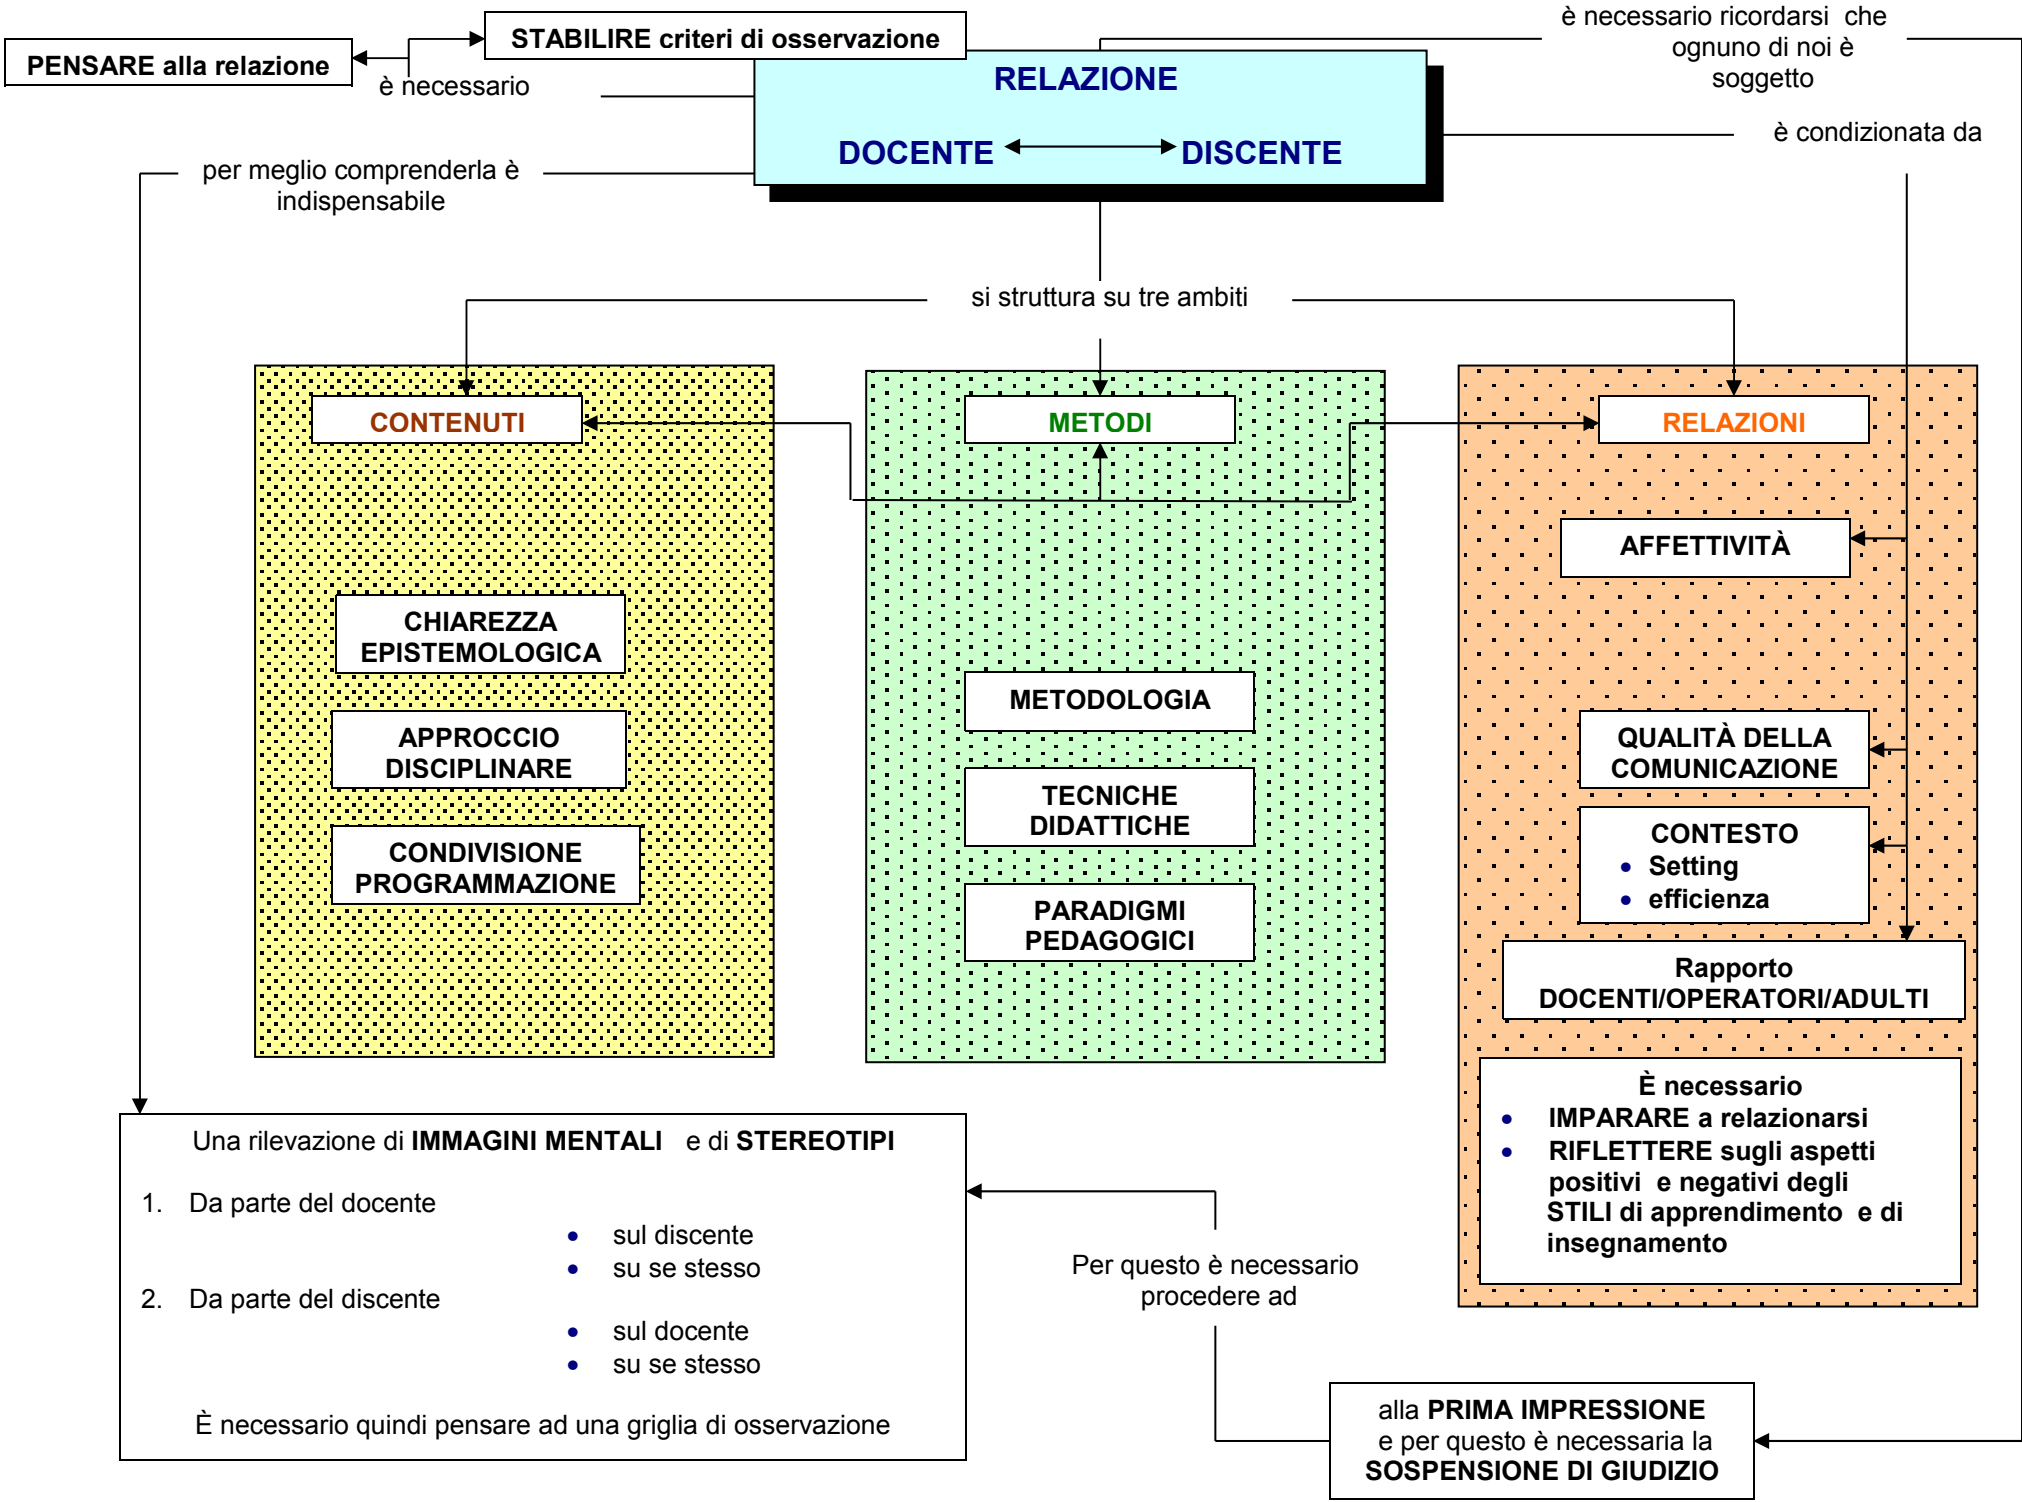 STABILIRE criteri di osservazione
PENSARE alla relazione
è necessario
è necessario ricordarsi che
ognuno di noi è
soggetto
RELAZIONE
DOCENTE DISCENTE
è condizionata da
per meglio comprenderla è
indispensabile
si struttura su tre ambiti
CONTENUTI
METODI
RELAZIONI
CHIAREZZA
EPISTEMOLOGICA
APPROCCIO
DISCIPLINARE
CONDIVISIONE
PROGRAMMAZIONE
METODOLOGIA
TECNICHE
DIDATTICHE
PARADIGMI
PEDAGOGICI
AFFETTIVITÀ
QUALITÀ DELLA
COMUNICAZIONE
CONTESTO
• Setting
• efficienza
Rapporto
DOCENTI/OPERATORI/ADULTI
È necessario
• IMPARARE a relazionarsi
• RIFLETTERE sugli aspetti
positivi e negativi degli
STILI di apprendimento e di
insegnamento
Una rilevazione di IMMAGINI MENTALI e di STEREOTIPI
1. Da parte del docente
• sul discente
• su se stesso
2. Da parte del discente
• sul docente
• su se stesso
È necessario quindi pensare ad una griglia di osservazione
Per questo è necessario
procedere ad
alla PRIMA IMPRESSIONE
e per questo è necessaria la
SOSPENSIONE DI GIUDIZIO